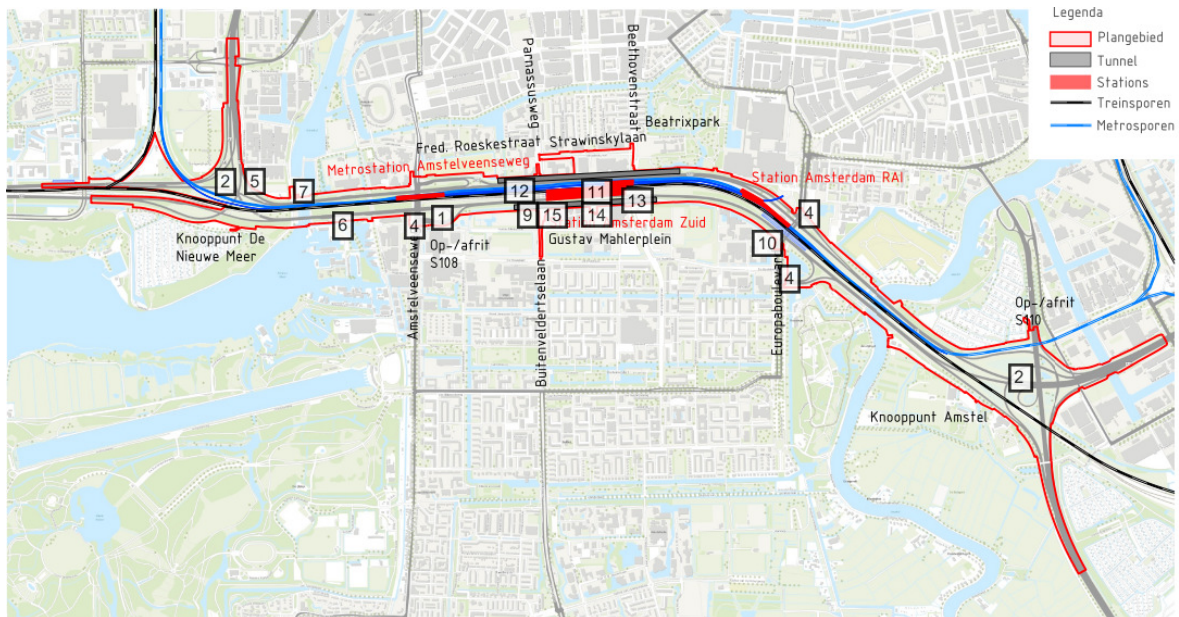 Legenda
Plangebied
Tunnel
Stations
Treinsporen
Metrosporen
Parnassusweg
Beethovenstraat
Beatrixpark
Fred. Roeskestraat
Strawinskylaan
Metrostation Amstelveenseweg
Station Amsterdam RAI
2
5
7
12
11
13
6
4
1
9
15
14
4
Amsterdam Zuid
Knooppunt De
Nieuwe Meer
Op-/afrit
S108
Gustav Mahlerplein
10
4
Amstelveenseweg
Buitenveldertselaan
Europaboulevard
Op-/afrit
S110
2
Knooppunt Amstel